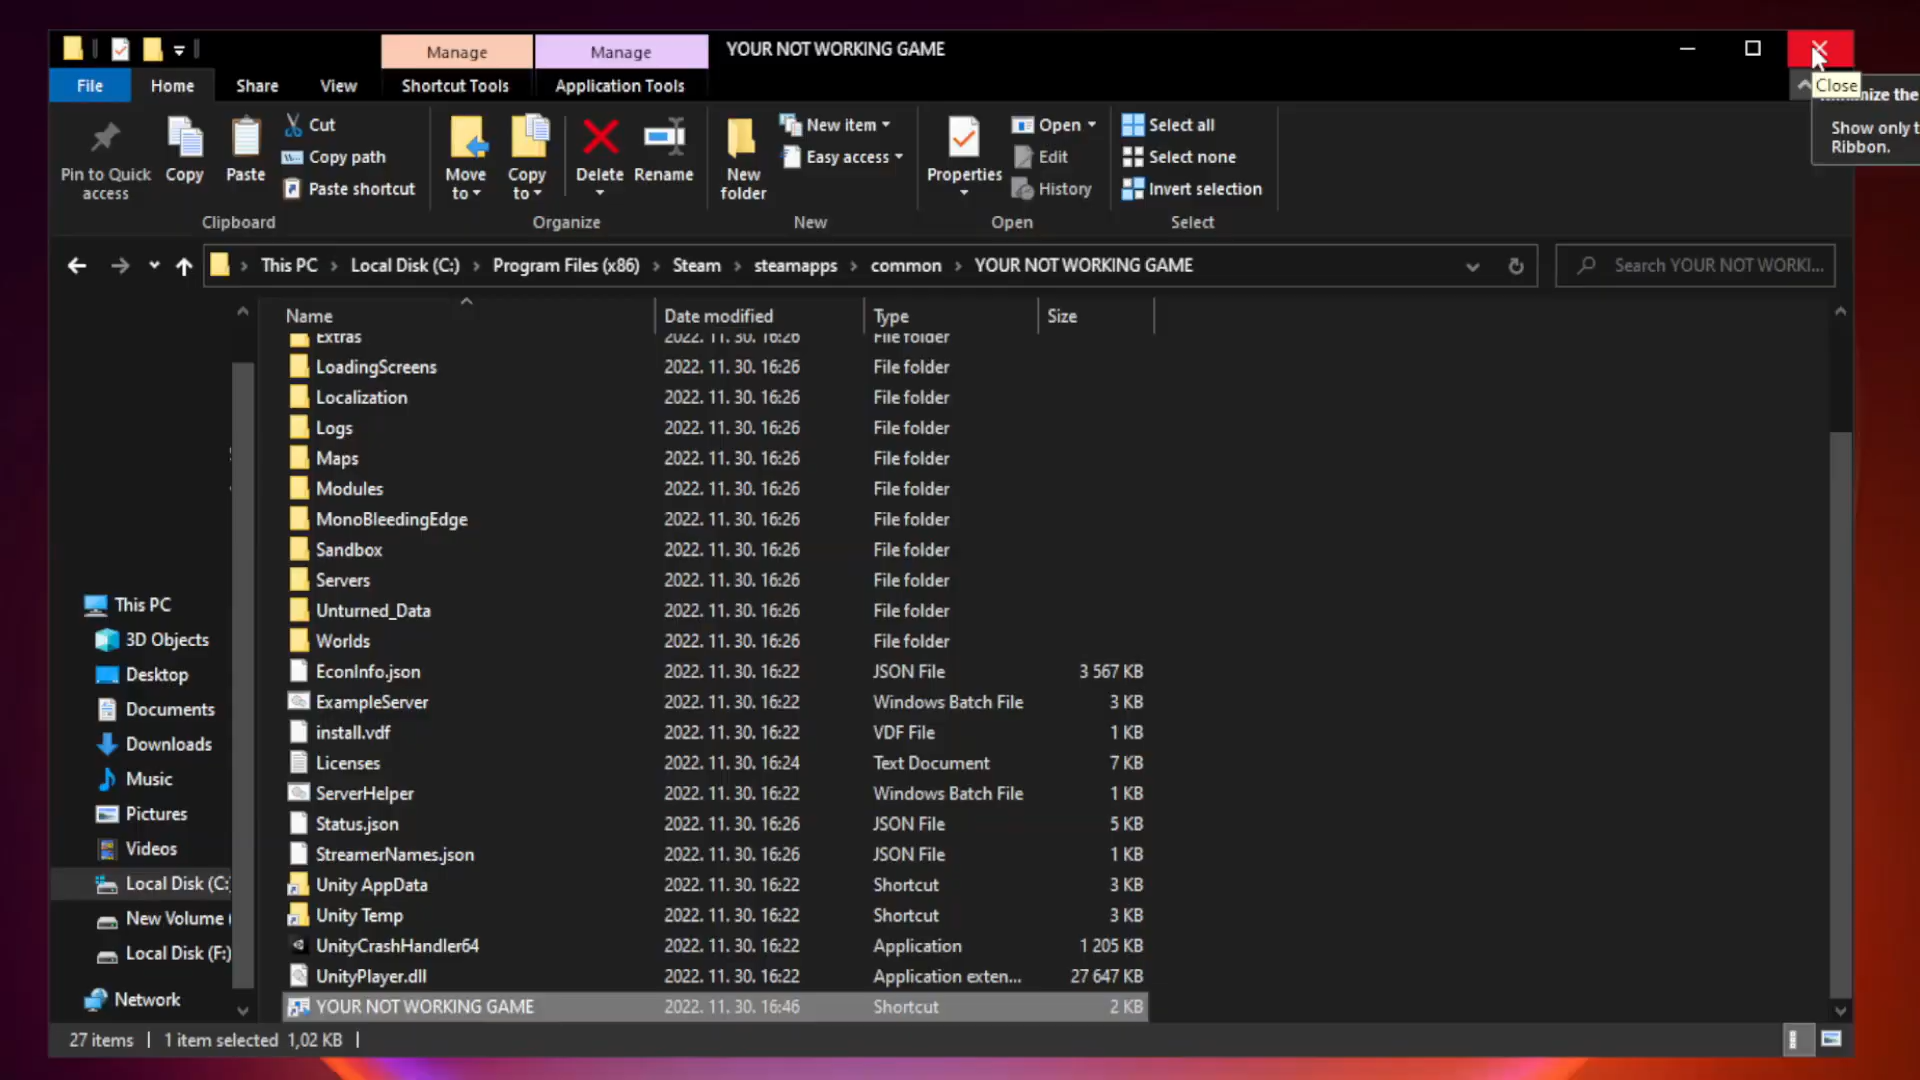 Manage
Manage
YOUR NOT WORKING GAME
Close
File
Home
Share
View
Shortcut Tools
Application Tools
mize the
Show only t
Ribbon.
Pin to Quick
access
Copy
Paste
Cut
Copy path
Paste shortcut
Clipboard
Move
to
Copy
to
Delete
Rename
Organize
New
folder
New item
Easy access
New
Properties
Open
Edit
History
Open
Select all
Select none
Invert selection
Select
This PC > Local Disk (C:) > Program Files (x86) > Steam > steamapps > common > YOUR NOT WORKING GAME
Search YOUR NOT WORKI...
Name Date modified Type Size
Extras 2022. 11. 30. 16:26 File folder
LoadingScreens 2022. 11. 30. 16:26 File folder
Localization 2022. 11. 30. 16:26 File folder
Logs 2022. 11. 30. 16:26 File folder
Maps 2022. 11. 30. 16:26 File folder
Modules 2022. 11. 30. 16:26 File folder
MonoBleedingEdge 2022. 11. 30. 16:26 File folder
Sandbox 2022. 11. 30. 16:26 File folder
Servers 2022. 11. 30. 16:26 File folder
Unturned_Data 2022. 11. 30. 16:26 File folder
Worlds 2022. 11. 30. 16:26 File folder
EconInfo.json 2022. 11. 30. 16:22 JSON File 3 567 KB
ExampleServer 2022. 11. 30. 16:22 Windows Batch File 3 KB
install.vdf 2022. 11. 30. 16:22 VDF File 1 KB
Licenses 2022. 11. 30. 16:24 Text Document 7 KB
ServerHelper 2022. 11. 30. 16:22 Windows Batch File 1 KB
Status.json 2022. 11. 30. 16:26 JSON File 5 KB
StreamerNames.json 2022. 11. 30. 16:26 JSON File 1 KB
Unity AppData 2022. 11. 30. 16:22 Shortcut 3 KB
Unity Temp 2022. 11. 30. 16:22 Shortcut 3 KB
UnityCrashHandler64 2022. 11. 30. 16:22 Application 1 205 KB
UnityPlayer.dll 2022. 11. 30. 16:22 Application exten... 27 647 KB
YOUR NOT WORKING GAME 2022. 11. 30. 16:46 Shortcut 2 KB
This PC
3D Objects
Desktop
Documents
Downloads
Music
Pictures
Videos
Local Disk (C:
New Volume (
Local Disk (F:)
Network
27 items
1 item selected 1,02 KB